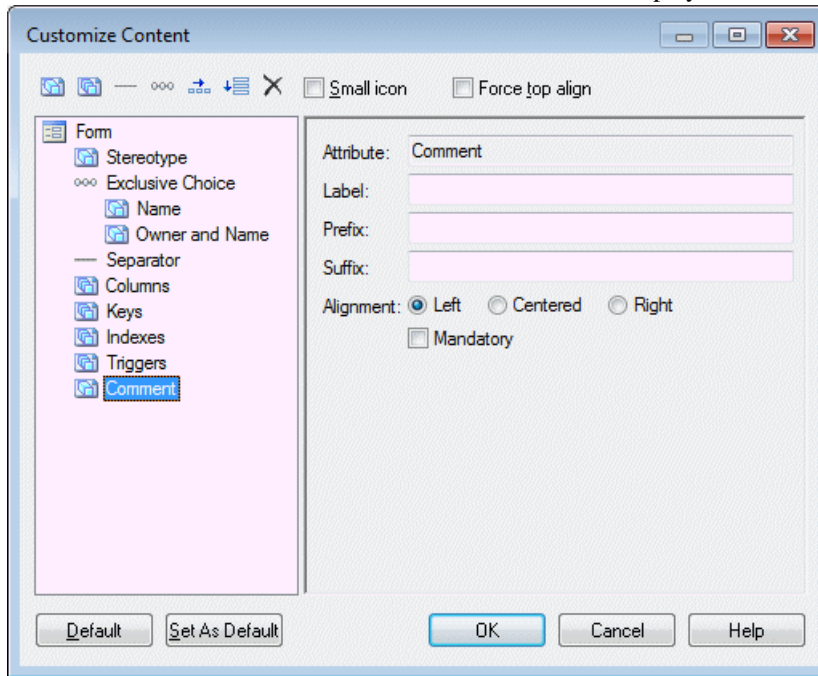 Customize Content
Small icon Force top align
Form
Stereotype
Exclusive Choice
Name
Owner and Name
Separator
Columns
Keys
Indexes
Triggers
Comment
Attribute: Comment
Label:
Prefix:
Suffix:
Alignment: Left Centered Right
Mandatory
Default Set As Default OK Cancel Help